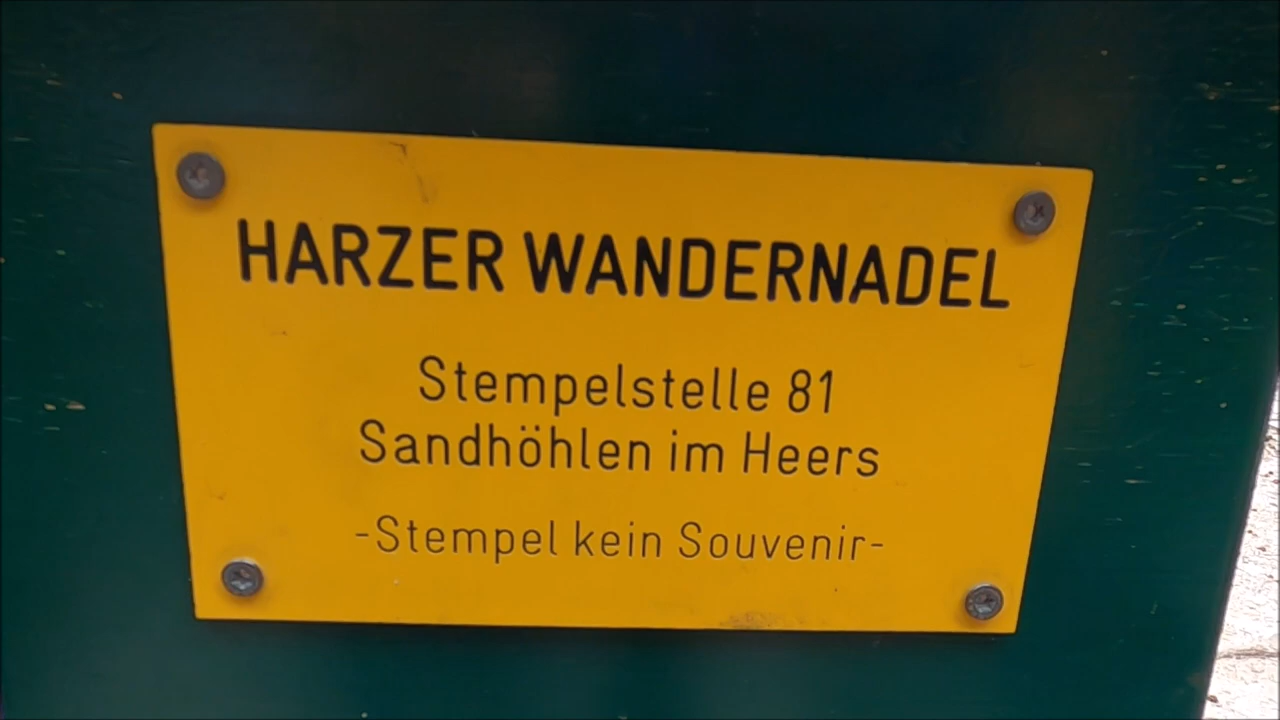 HARZER WANDERNADEL
Stempelstelle 81
Sandhöhlen im Heers
-Stempel kein Souvenir-